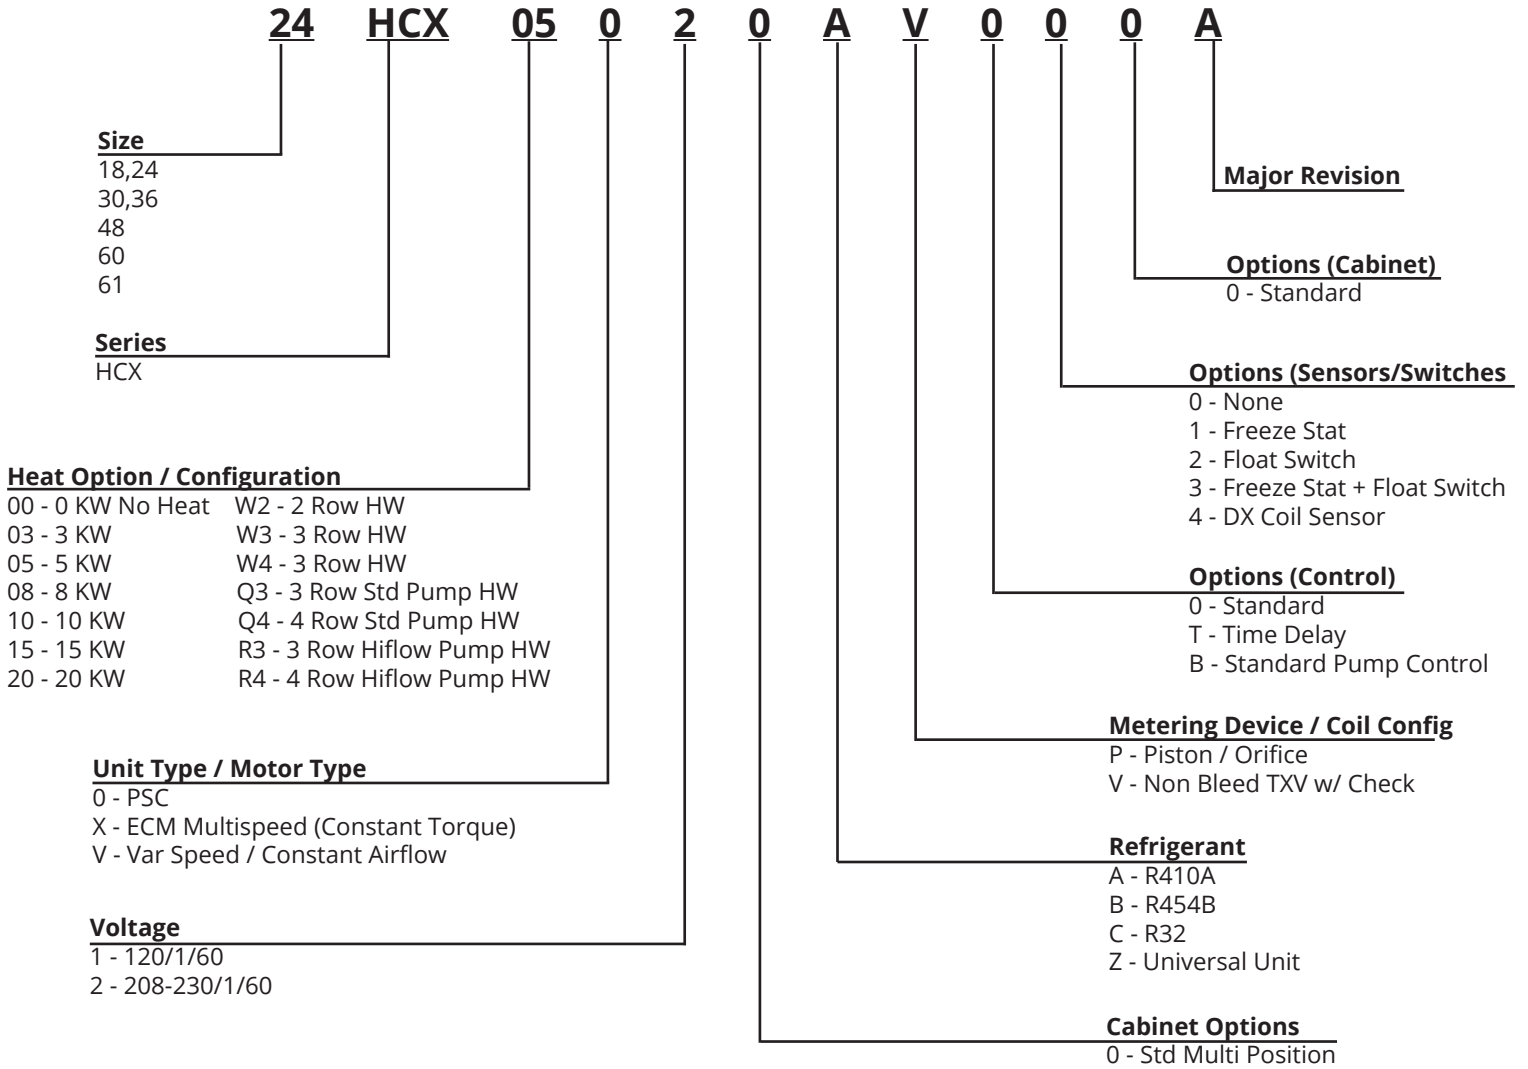 24 HCX 05 0 2 0 A V 0 0 0 A
Size
18,24
30,36
48
60
61
Series
HCX
Heat Option / Configuration
00 - 0 KW No Heat W2 - 2 Row HW
03 - 3 KW W3 - 3 Row HW
05 - 5 KW W4 - 3 Row HW
08 - 8 KW Q3 - 3 Row Std Pump HW
10 - 10 KW Q4 - 4 Row Std Pump HW
15 - 15 KW R3 - 3 Row Hiflow Pump HW
20 - 20 KW R4 - 4 Row Hiflow Pump HW
Unit Type / Motor Type
0 - PSC
X - ECM Multispeed (Constant Torque)
V - Var Speed / Constant Airflow
Voltage
1 - 120/1/60
2 - 208-230/1/60
Major Revision
Options (Cabinet)
0 - Standard
Options (Sensors/Switches
0 - None
1 - Freeze Stat
2 - Float Switch
3 - Freeze Stat + Float Switch
4 - DX Coil Sensor
Options (Control)
0 - Standard
T - Time Delay
B - Standard Pump Control
Metering Device / Coil Config
P - Piston / Orifice
V - Non Bleed TXV w/ Check
Refrigerant
A - R410A
B - R454B
C - R32
Z - Universal Unit
Cabinet Options
0 - Std Multi Position